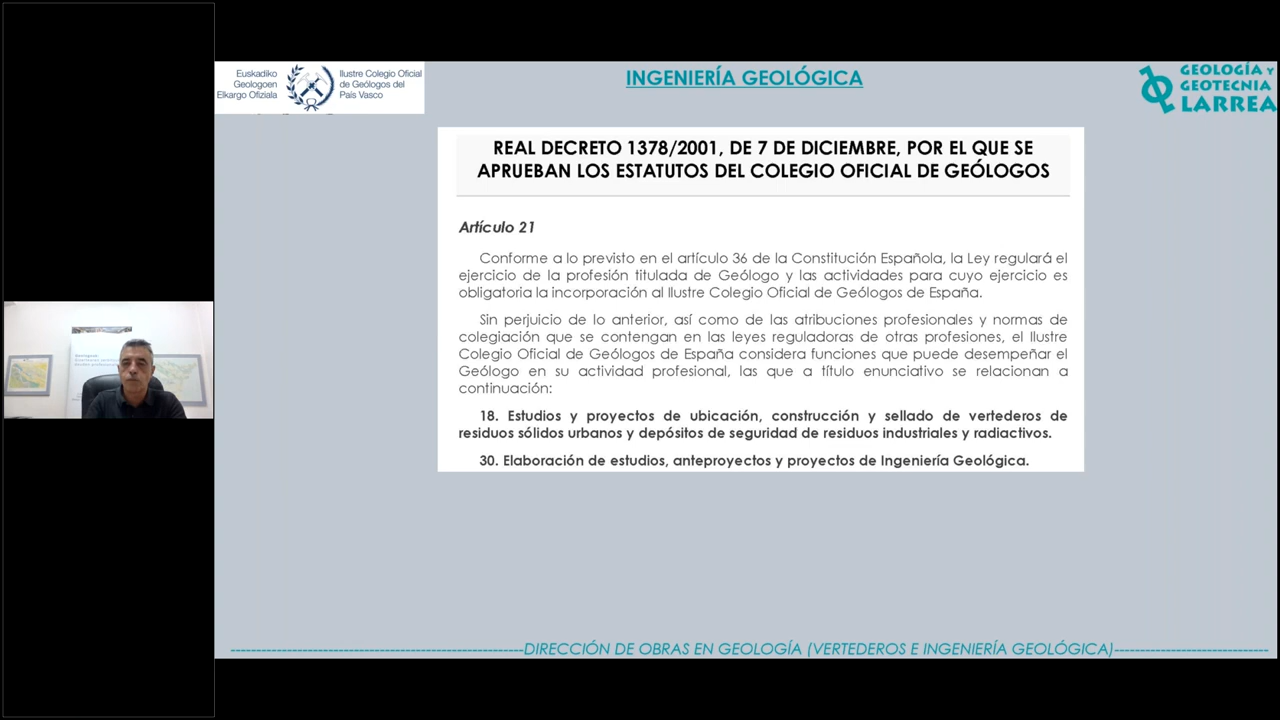 Euskadiko
Geologoen
Elkargo Ofiziala
Ilustre Colegio Oficial
de Geólogos del
País Vasco
INGENIERÍA GEOLÓGICA
GEOLOGÍA Y
GEOTECNIA
LARREA
REAL DECRETO 1378/2001, DE 7 DE DICIEMBRE, POR EL QUE SE
APRUEBAN LOS ESTATUTOS DEL COLEGIO OFICIAL DE GEÓLOGOS
Artículo 21
Conforme a lo previsto en el artículo 36 de la Constitución Española, la Ley regulará el
ejercicio de la profesión titulada de Geólogo y las actividades para cuyo ejercicio es
obligatoria la incorporación al Ilustre Colegio Oficial de Geólogos de España.
Sin perjuicio de lo anterior, así como de las atribuciones profesionales y normas de
colegiación que se contengan en las leyes reguladoras de otras profesiones, el Ilustre
Colegio Oficial de Geólogos de España considera funciones que puede desempeñar el
Geólogo en su actividad profesional, las que a título enunciativo se relacionan a
continuación:
18. Estudios y proyectos de ubicación, construcción y sellado de vertederos de
residuos sólidos urbanos y depósitos de seguridad de residuos industriales y radiactivos.
30. Elaboración de estudios, anteproyectos y proyectos de Ingeniería Geológica.
DIRECCIÓN DE OBRAS EN GEOLOGÍA (VERTEDEROS E INGENIERÍA GEOLÓGICA)